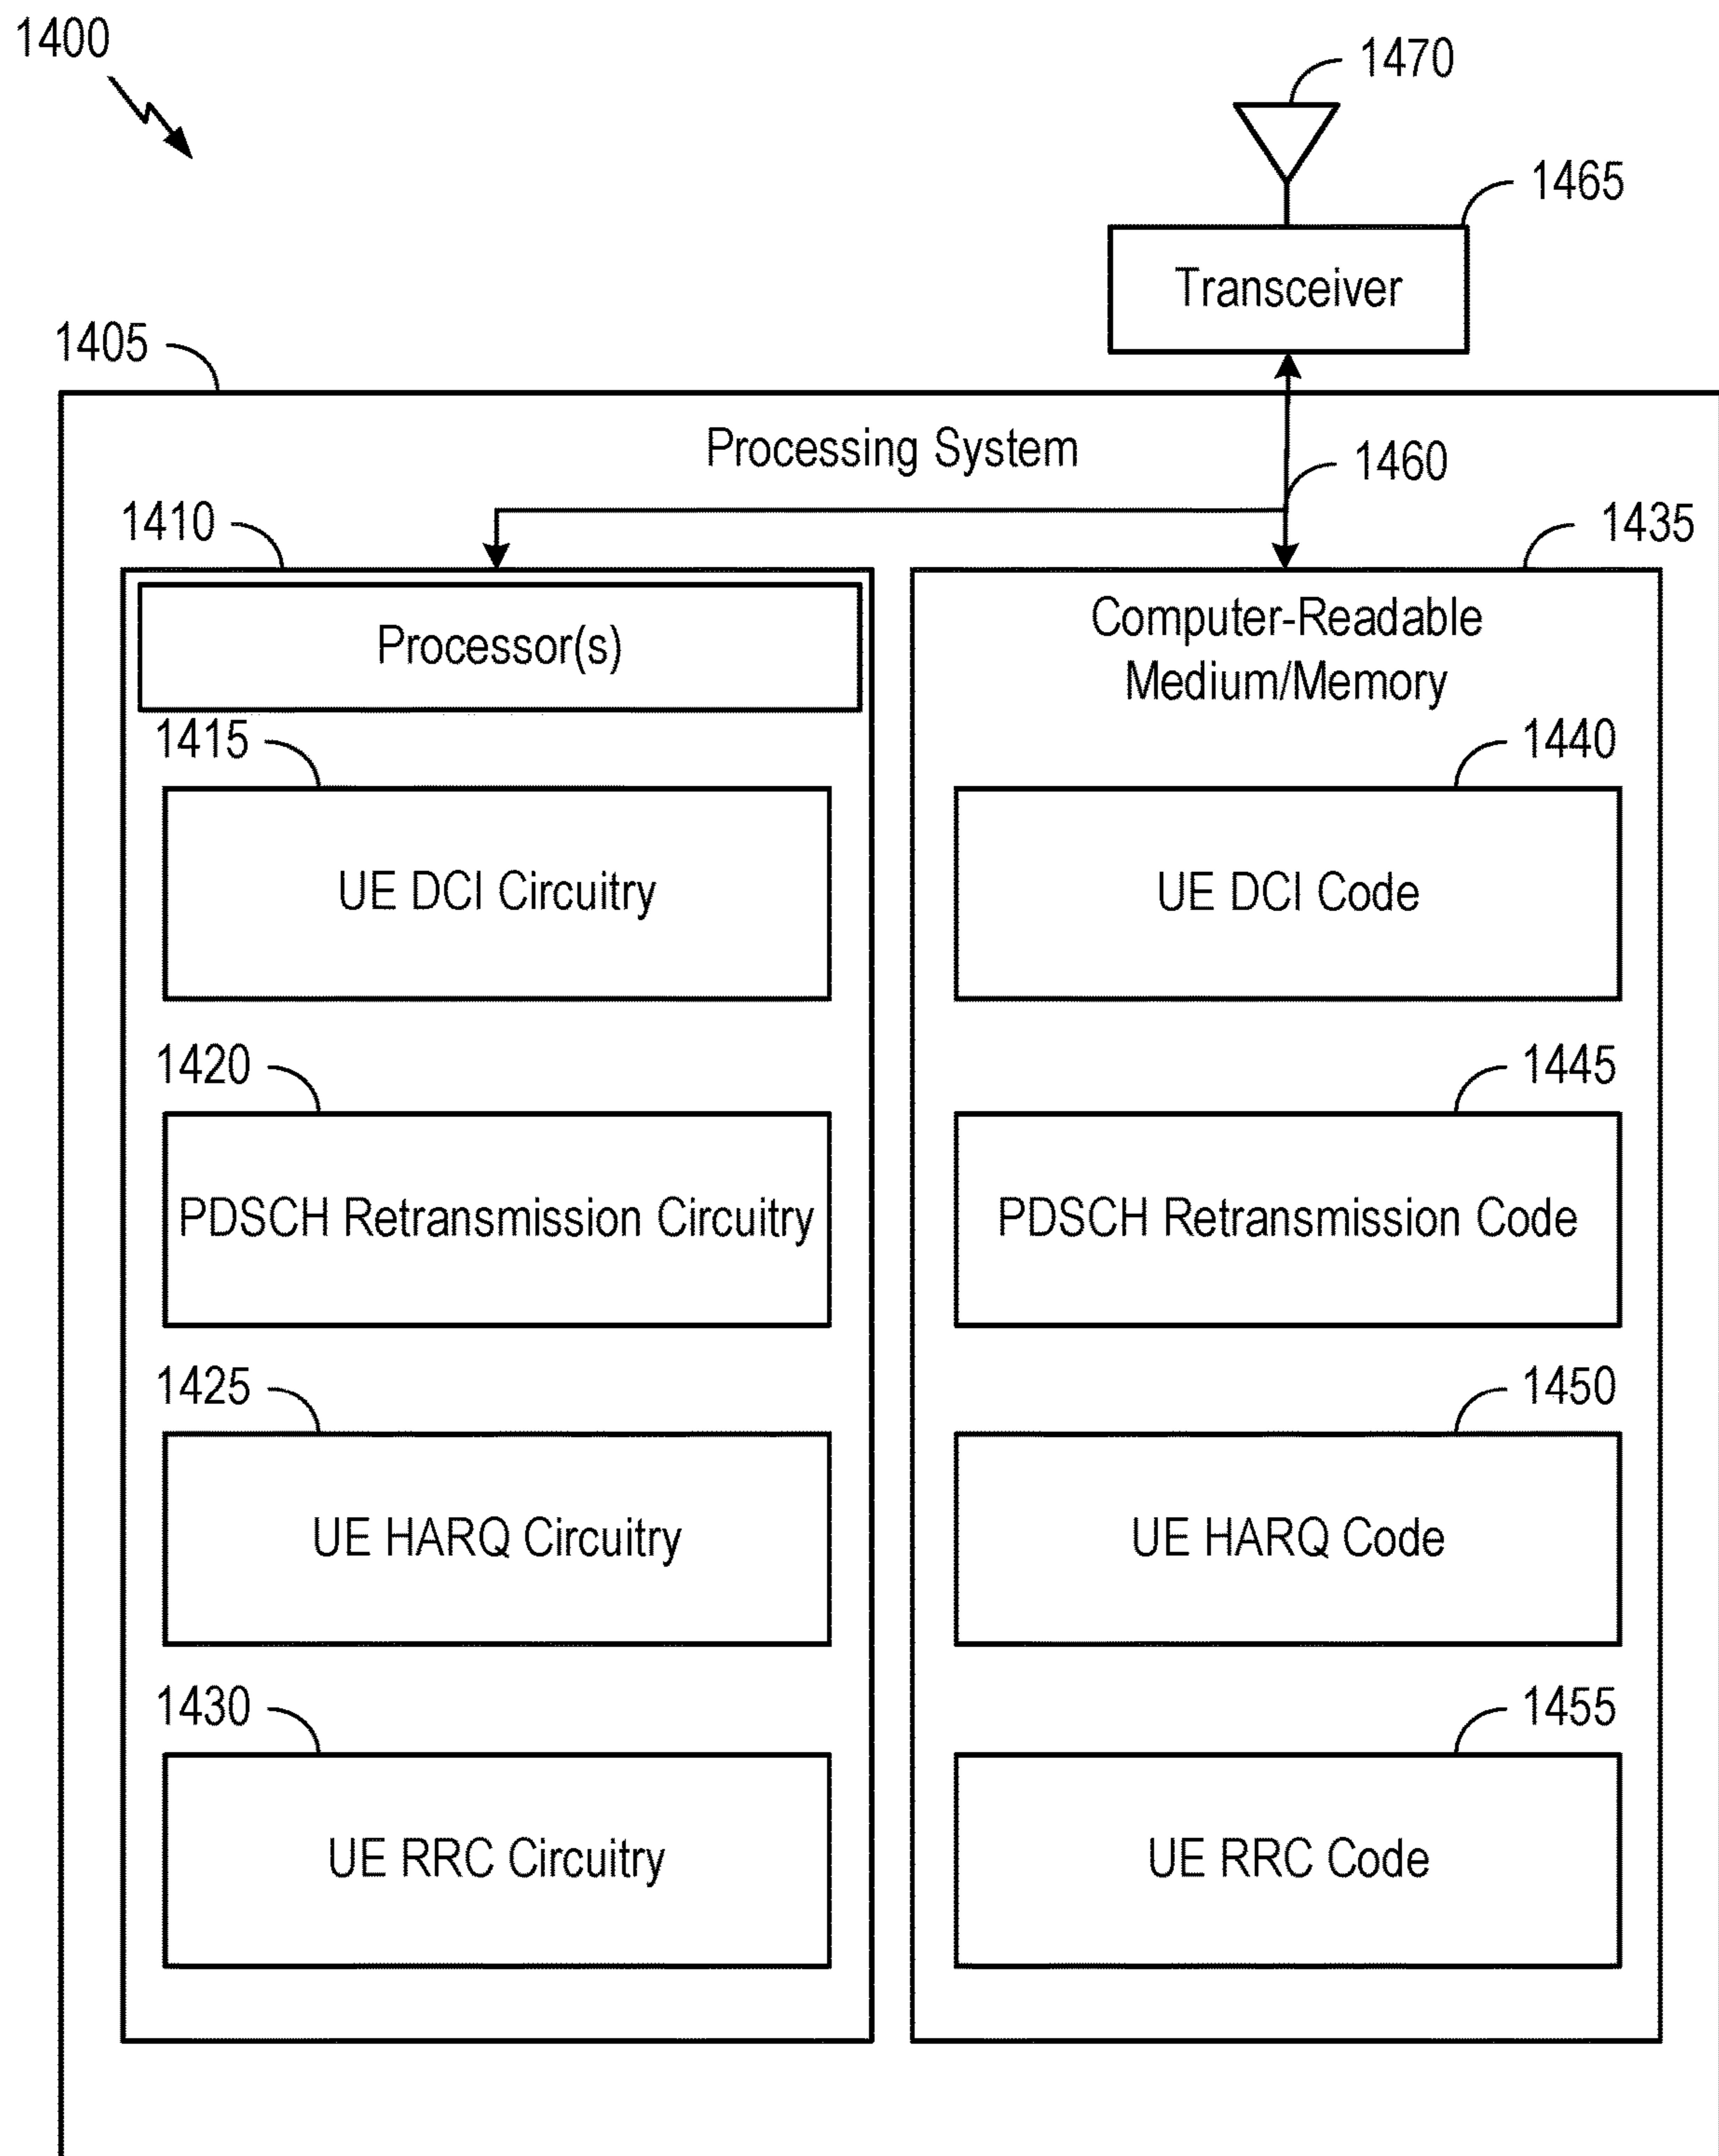 1400
1470
1465
Transceiver
1405
Processing System
1460
1410
1435
Processor(s)
Computer-Readable
Medium/Memory
1415
1440
UE DCI Circuitry
UE DCI Code
1420
1445
PDSCH Retransmission Circuitry
PDSCH Retransmission Code
1425
1450
UE HARQ Circuitry
UE HARQ Code
1430
1455
UE RRC Circuitry
UE RRC Code